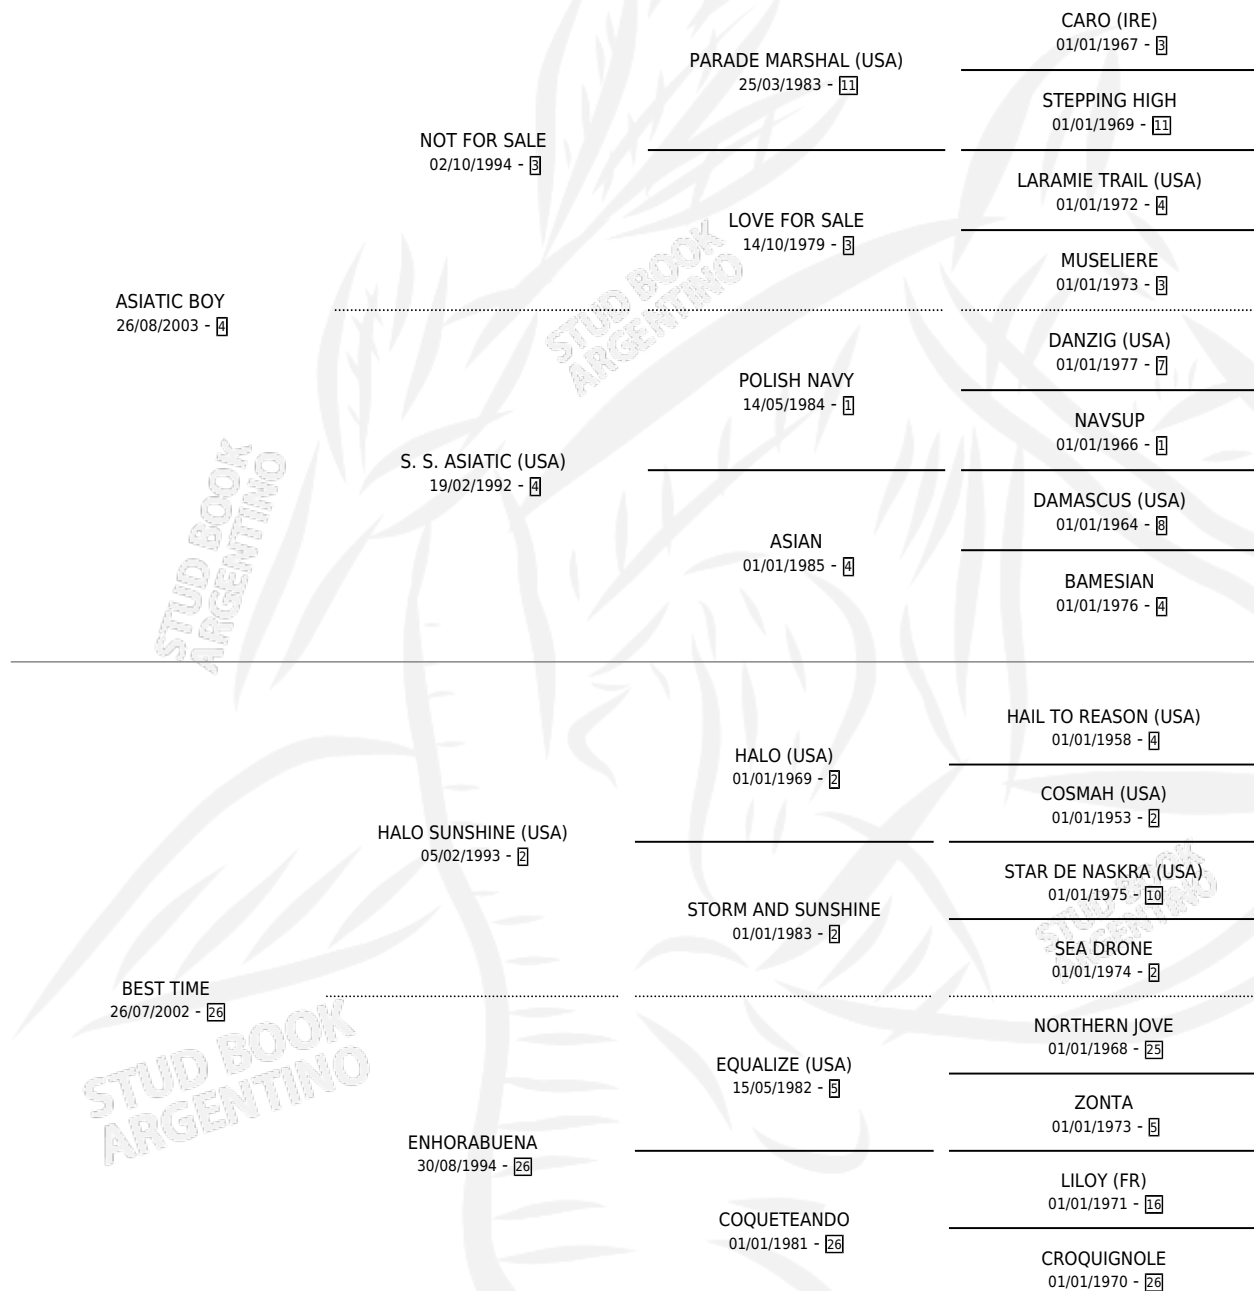 CARO (IRE)
01/01/1967 - 3
PARADE MARSHAL (USA)
25/03/1983 - 11
STEPPING HIGH
01/01/1969 - 11
NOT FOR SALE
02/10/1994 - 3
LARAMIE TRAIL (USA)
01/01/1972 - 4
LOVE FOR SALE
14/10/1979 - 3
MUSELIERE
01/01/1973 - 3
ASIATIC BOY
26/08/2003 - 4
STUD BOOK
ARGENTINO
DANZIG (USA)
01/01/1977 - 7
POLISH NAVY
14/05/1984 - 1
NAVSUP
01/01/1966 - 1
S. S. ASIATIC (USA)
19/02/1992 - 4
DAMASCUS (USA)
01/01/1964 - 8
ASIAN
01/01/1985 - 4
BAMESIAN
01/01/1976 - 4
STUD BOOK
ARGENTINO
HAIL TO REASON (USA)
01/01/1958 - 4
HALO (USA)
01/01/1969 - 2
COSMAH (USA)
01/01/1953 - 2
HALO SUNSHINE (USA)
05/02/1993 - 2
STAR DE NASKRA (USA)
01/01/1975 - 10
STORM AND SUNSHINE
01/01/1983 - 2
STUD BOOK
ARGENTINO
SEA DRONE
01/01/1974 - 2
BEST TIME
26/07/2002 - 26
STUD BOOK
ARGENTINO
NORTHERN JOVE
01/01/1968 - 25
EQUALIZE (USA)
15/05/1982 - 5
ZONTA
01/01/1973 - 5
ENHORABUENA
30/08/1994 - 26
LILOY (FR)
01/01/1971 - 16
COQUETEANDO
01/01/1981 - 26
CROQUIGNOLE
01/01/1970 - 26